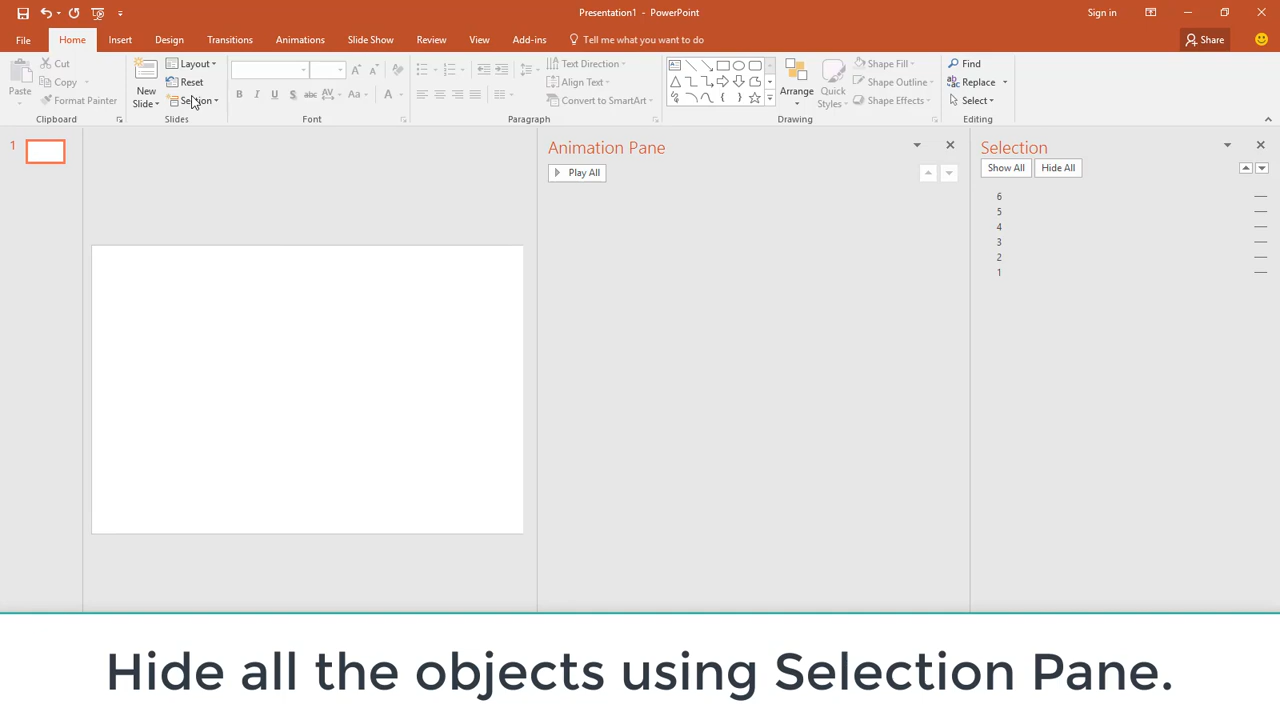 Presentation1 - PowerPoint
Sign in
File
Home
Insert
Design
Transitions
Animations
Slide Show
Review
View
Add-ins
Tell me what you want to do
Share
Paste
Cut
Copy
Format Painter
Clipboard
New
Slide
Layout
Reset
Section
Slides
B I U S abc AV Aa A
Font
Text Direction
Align Text
Convert to SmartArt
Paragraph
Arrange
Quick
Styles
Shape Fill
Shape Outline
Shape Effects
Drawing
Find
Replace
Select
Editing
1
Animation Pane
Play All
Selection
Show All
Hide All
6
5
4
3
2
1
Hide all the objects using Selection Pane.